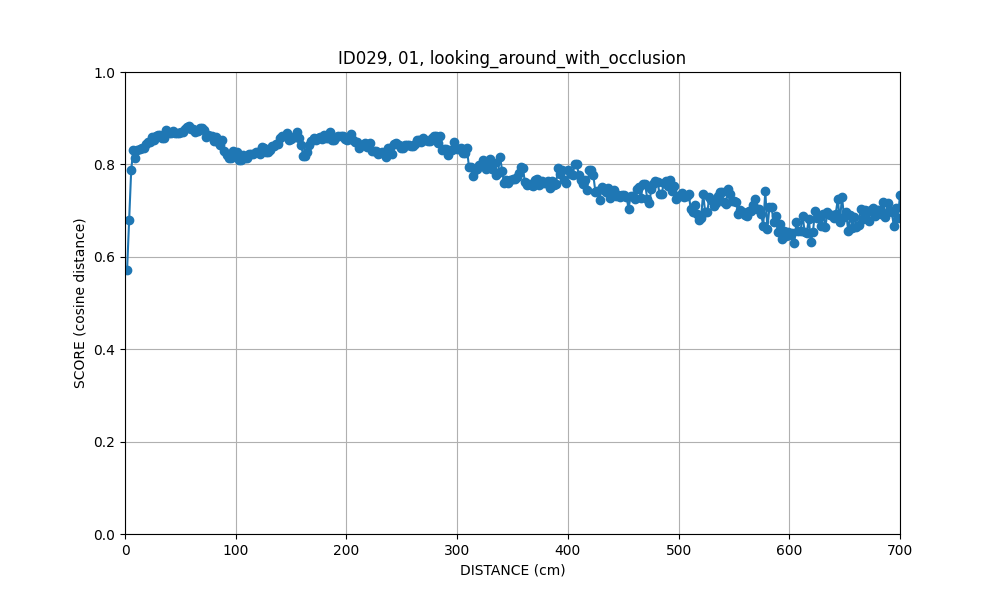 ID029, 01, looking_around_with_occlusion
SCORE (cosine distance)
1.0
0.8
0.6
0.4
0.2
0.0
0 100 200 300 400 500 600 700
DISTANCE (cm)